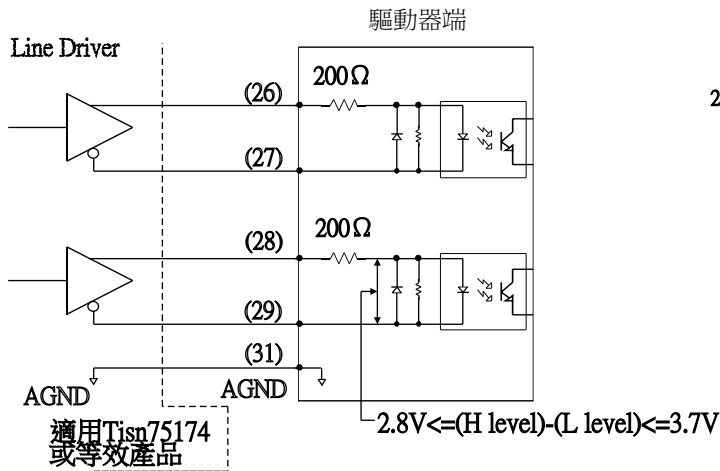 驅動器端
Line Driver
200Ω
(26)
2
(27)
200Ω
(28)
(29)
(31)
AGND
AGND
2.8V<=(H level)-(L level)<=3.7V
適用Tisn75174
或等效產品